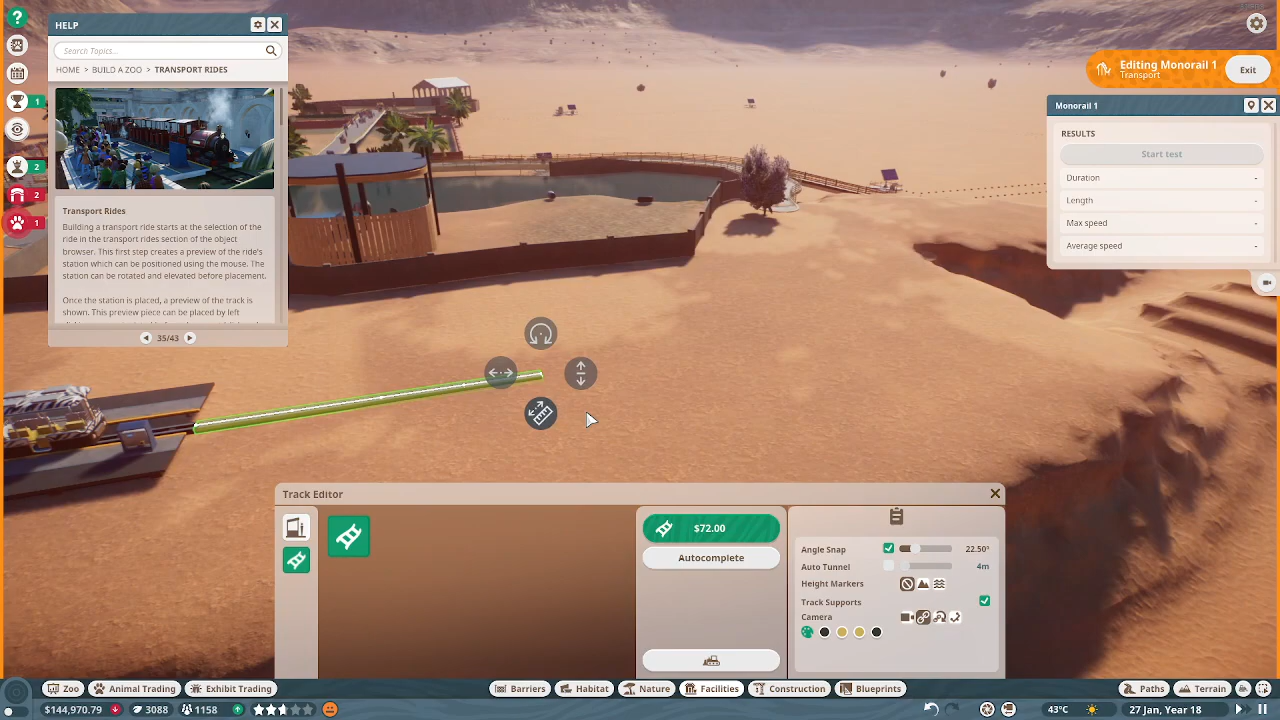 HELP
Search Topics...
HOME > BUILD A ZOO > TRANSPORT RIDES
Transport Rides
Building a transport ride starts at the selection of the
ride in the transport rides section of the object
browser. This first step creates a preview of the ride's
station which can be positioned using the mouse. The
station can be rotated and elevated before placement.
Once the station is placed, a preview of the track is
shown. This preview piece can be placed by left
35/43
1
2
2
1
Editing Monorail 1
Transport
Exit
Monorail 1
RESULTS
Start test
Duration -
Length -
Max speed -
Average speed -
Track Editor
$72.00
Autocomplete
Angle Snap 22.50°
Auto Tunnel 4m
Height Markers
Track Supports
Camera
Zoo Animal Trading Exhibit Trading Barriers Habitat Nature Facilities Construction Blueprints Paths Terrain
$144,970.79 3088 1158 43°C 27 Jan, Year 18